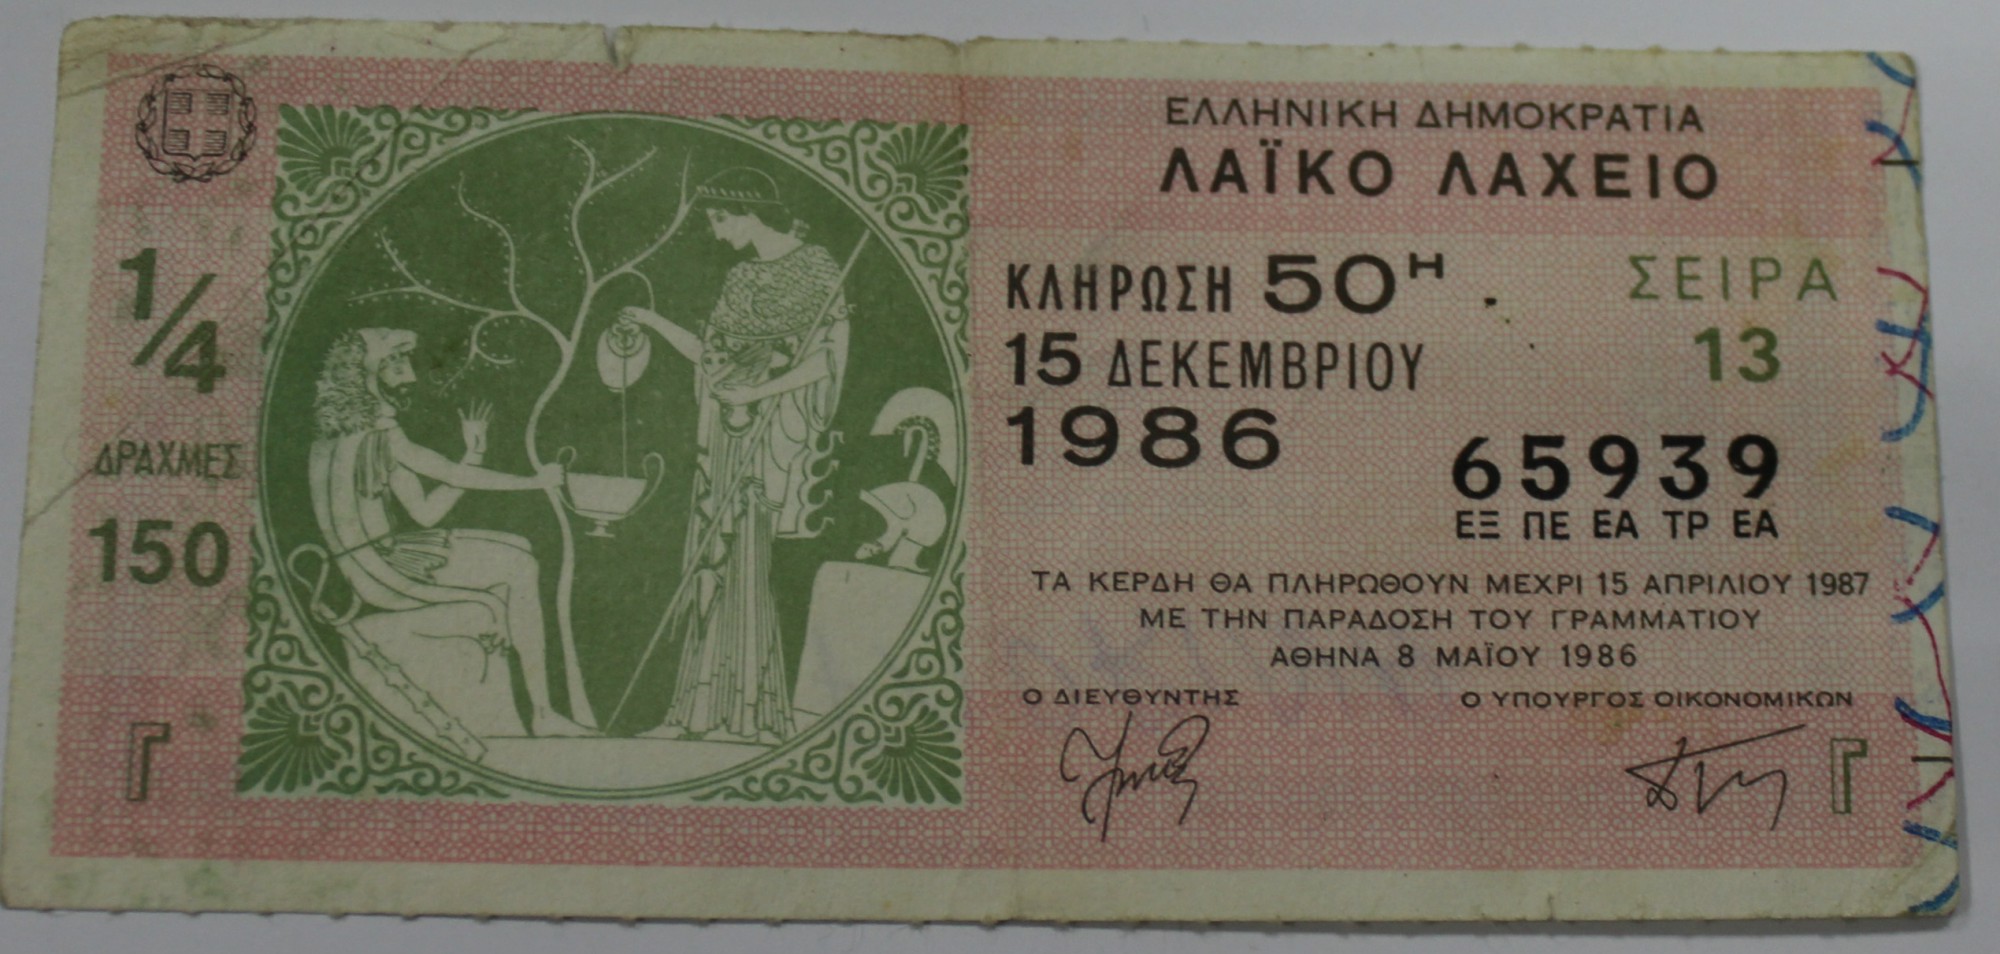 ΕΛΛΗΝΙΚΗ ΔΗΜΟΚΡΑΤΙΑ
ΛΑΪΚΟ ΛΑΧΕΙΟ
1/4
ΔΡΑΧΜΕΣ
150
Γ
ΚΛΗΡΩΣΗ 50Η
15 ΔΕΚΕΜΒΡΙΟΥ
1986
ΣΕΙΡΑ
13
65939
ΕΞ ΠΕ ΕΑ ΤΡ ΕΑ
ΤΑ ΚΕΡΔΗ ΘΑ ΠΛΗΡΩΘΟΥΝ ΜΕΧΡΙ 15 ΑΠΡΙΛΙΟΥ 1987
ΜΕ ΤΗΝ ΠΑΡΑΔΟΣΗ ΤΟΥ ΓΡΑΜΜΑΤΙΟΥ
ΑΘΗΝΑ 8 ΜΑΪΟΥ 1986
Ο ΔΙΕΥΘΥΝΤΗΣ
Ο ΥΠΟΥΡΓΟΣ ΟΙΚΟΝΟΜΙΚΩΝ
Γ